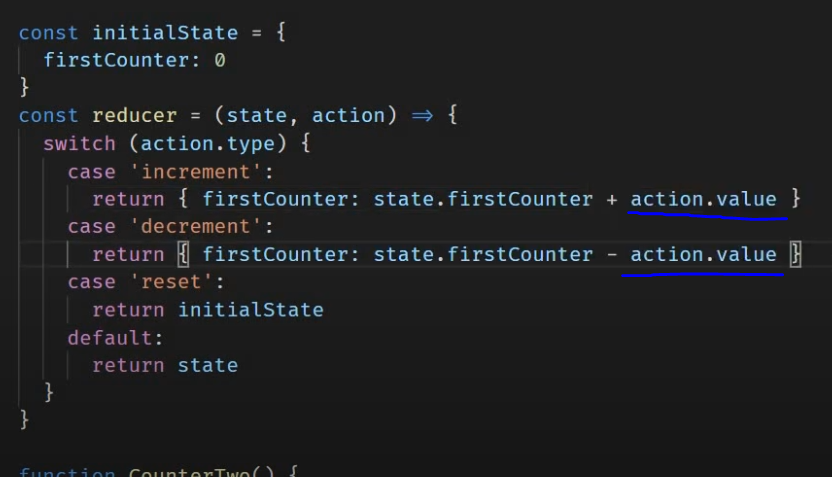 const initialState = {
firstCounter: 0
}
const reducer = (state, action) => {
switch (action.type) {
case 'increment':
return { firstCounter: state.firstCounter + action.value }
case 'decrement':
return { firstCounter: state.firstCounter - action.value }
case 'reset':
return initialState
default:
return state
}
}
function CounterTwo() {